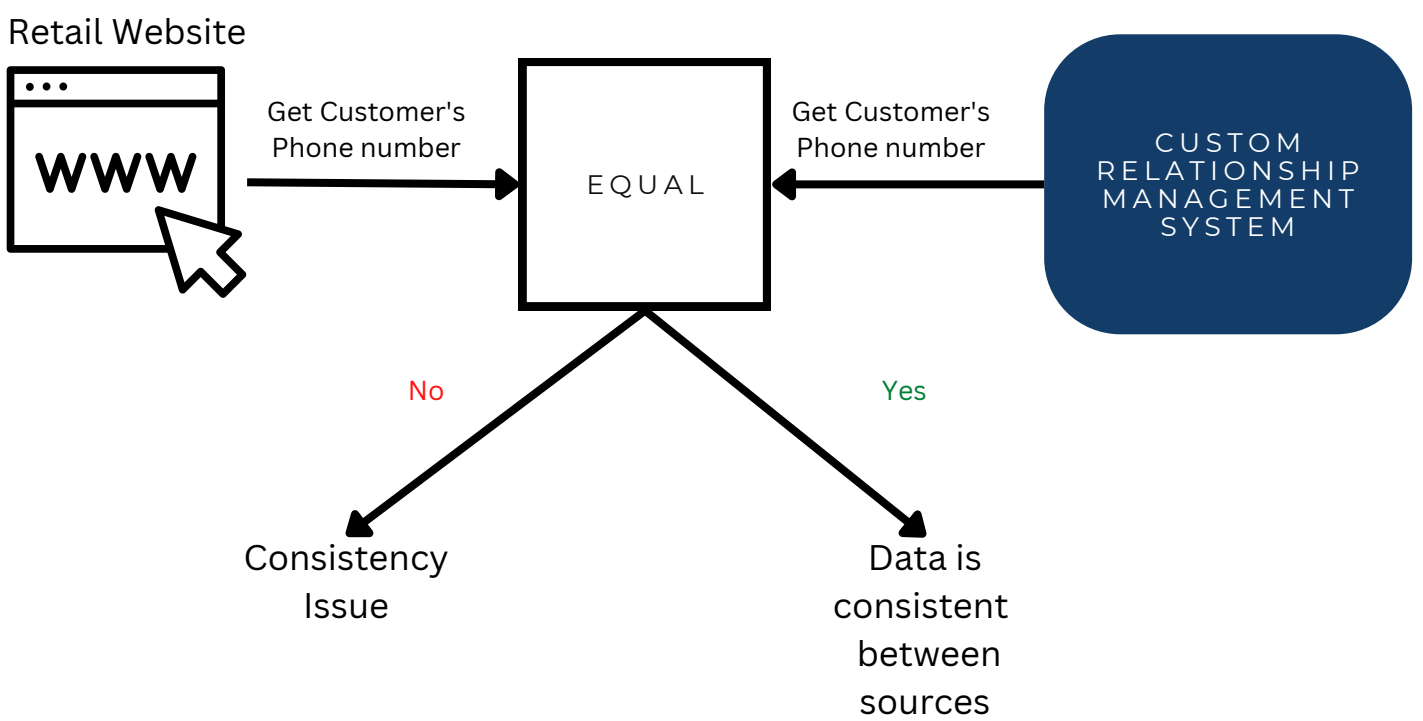 Retail Website
WWW
Get Customer's
Phone number
EQUAL
Get Customer's
Phone number
CUSTOM
RELATIONSHIP
MANAGEMENT
SYSTEM
No
Yes
Consistency
Issue
Data is
consistent
between
sources